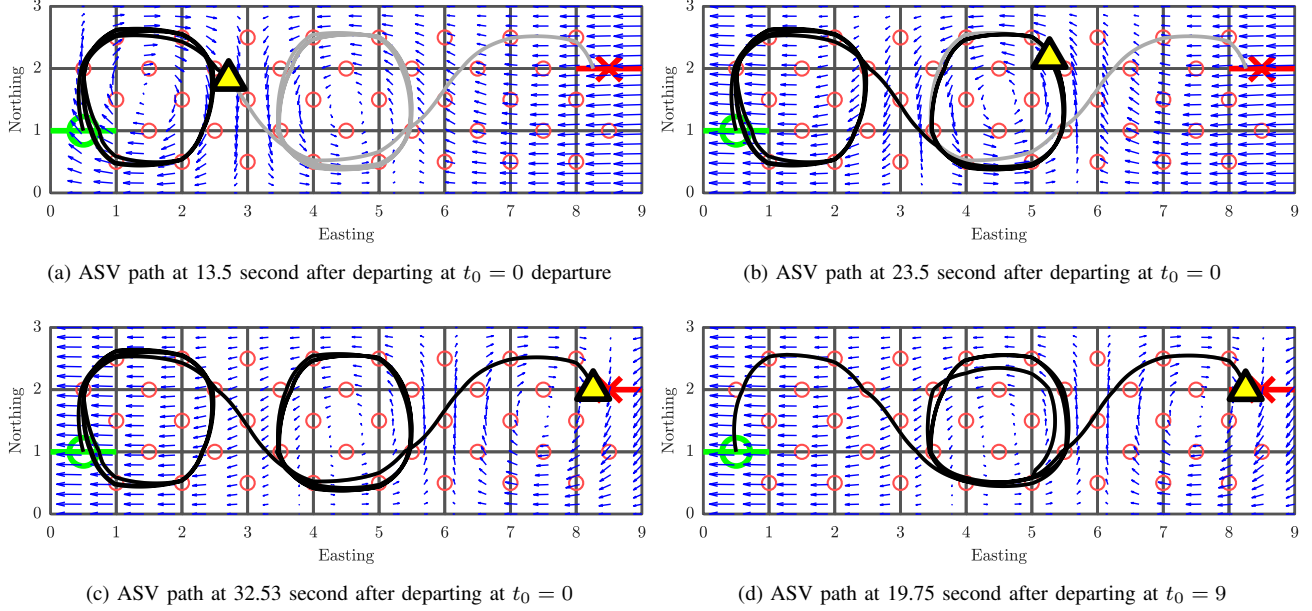 3
2
1
0
Northing
0 1 2 3 4 5 6 7 8 9
Easting
(a) ASV path at 13.5 second after departing at t₀ = 0 departure
3
2
1
0
Northing
0 1 2 3 4 5 6 7 8 9
Easting
(b) ASV path at 23.5 second after departing at t₀ = 0
3
2
1
0
Northing
0 1 2 3 4 5 6 7 8 9
Easting
(c) ASV path at 32.53 second after departing at t₀ = 0
3
2
1
0
Northing
0 1 2 3 4 5 6 7 8 9
Easting
(d) ASV path at 19.75 second after departing at t₀ = 9